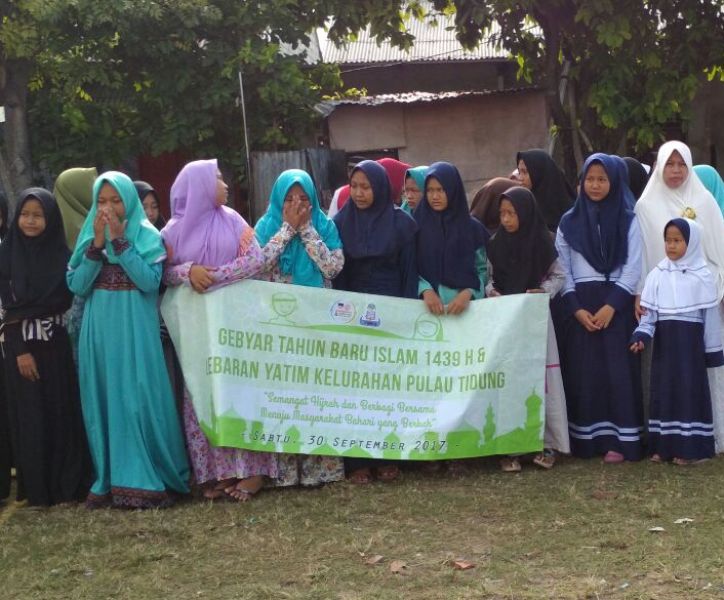 GEBYAR TAHUN BARU ISLAM 1439 H &
EBARAN YATIM KELURAHAN PULAU TIDUNG
"Semangat Hijrah dan Berbagi Bersama
Menuju Masyarakat Bahari yang Berkah"
- SABTU, 30 SEPTEMBER 2017 -